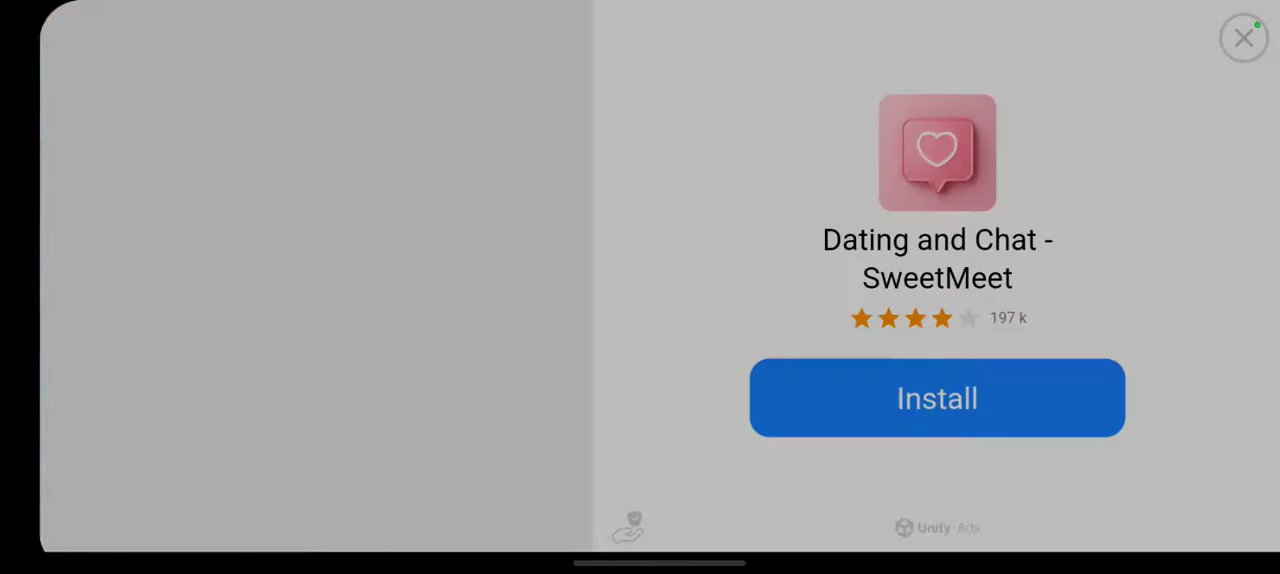 Dating and Chat -
SweetMeet
197 k
Install
Unity Ads